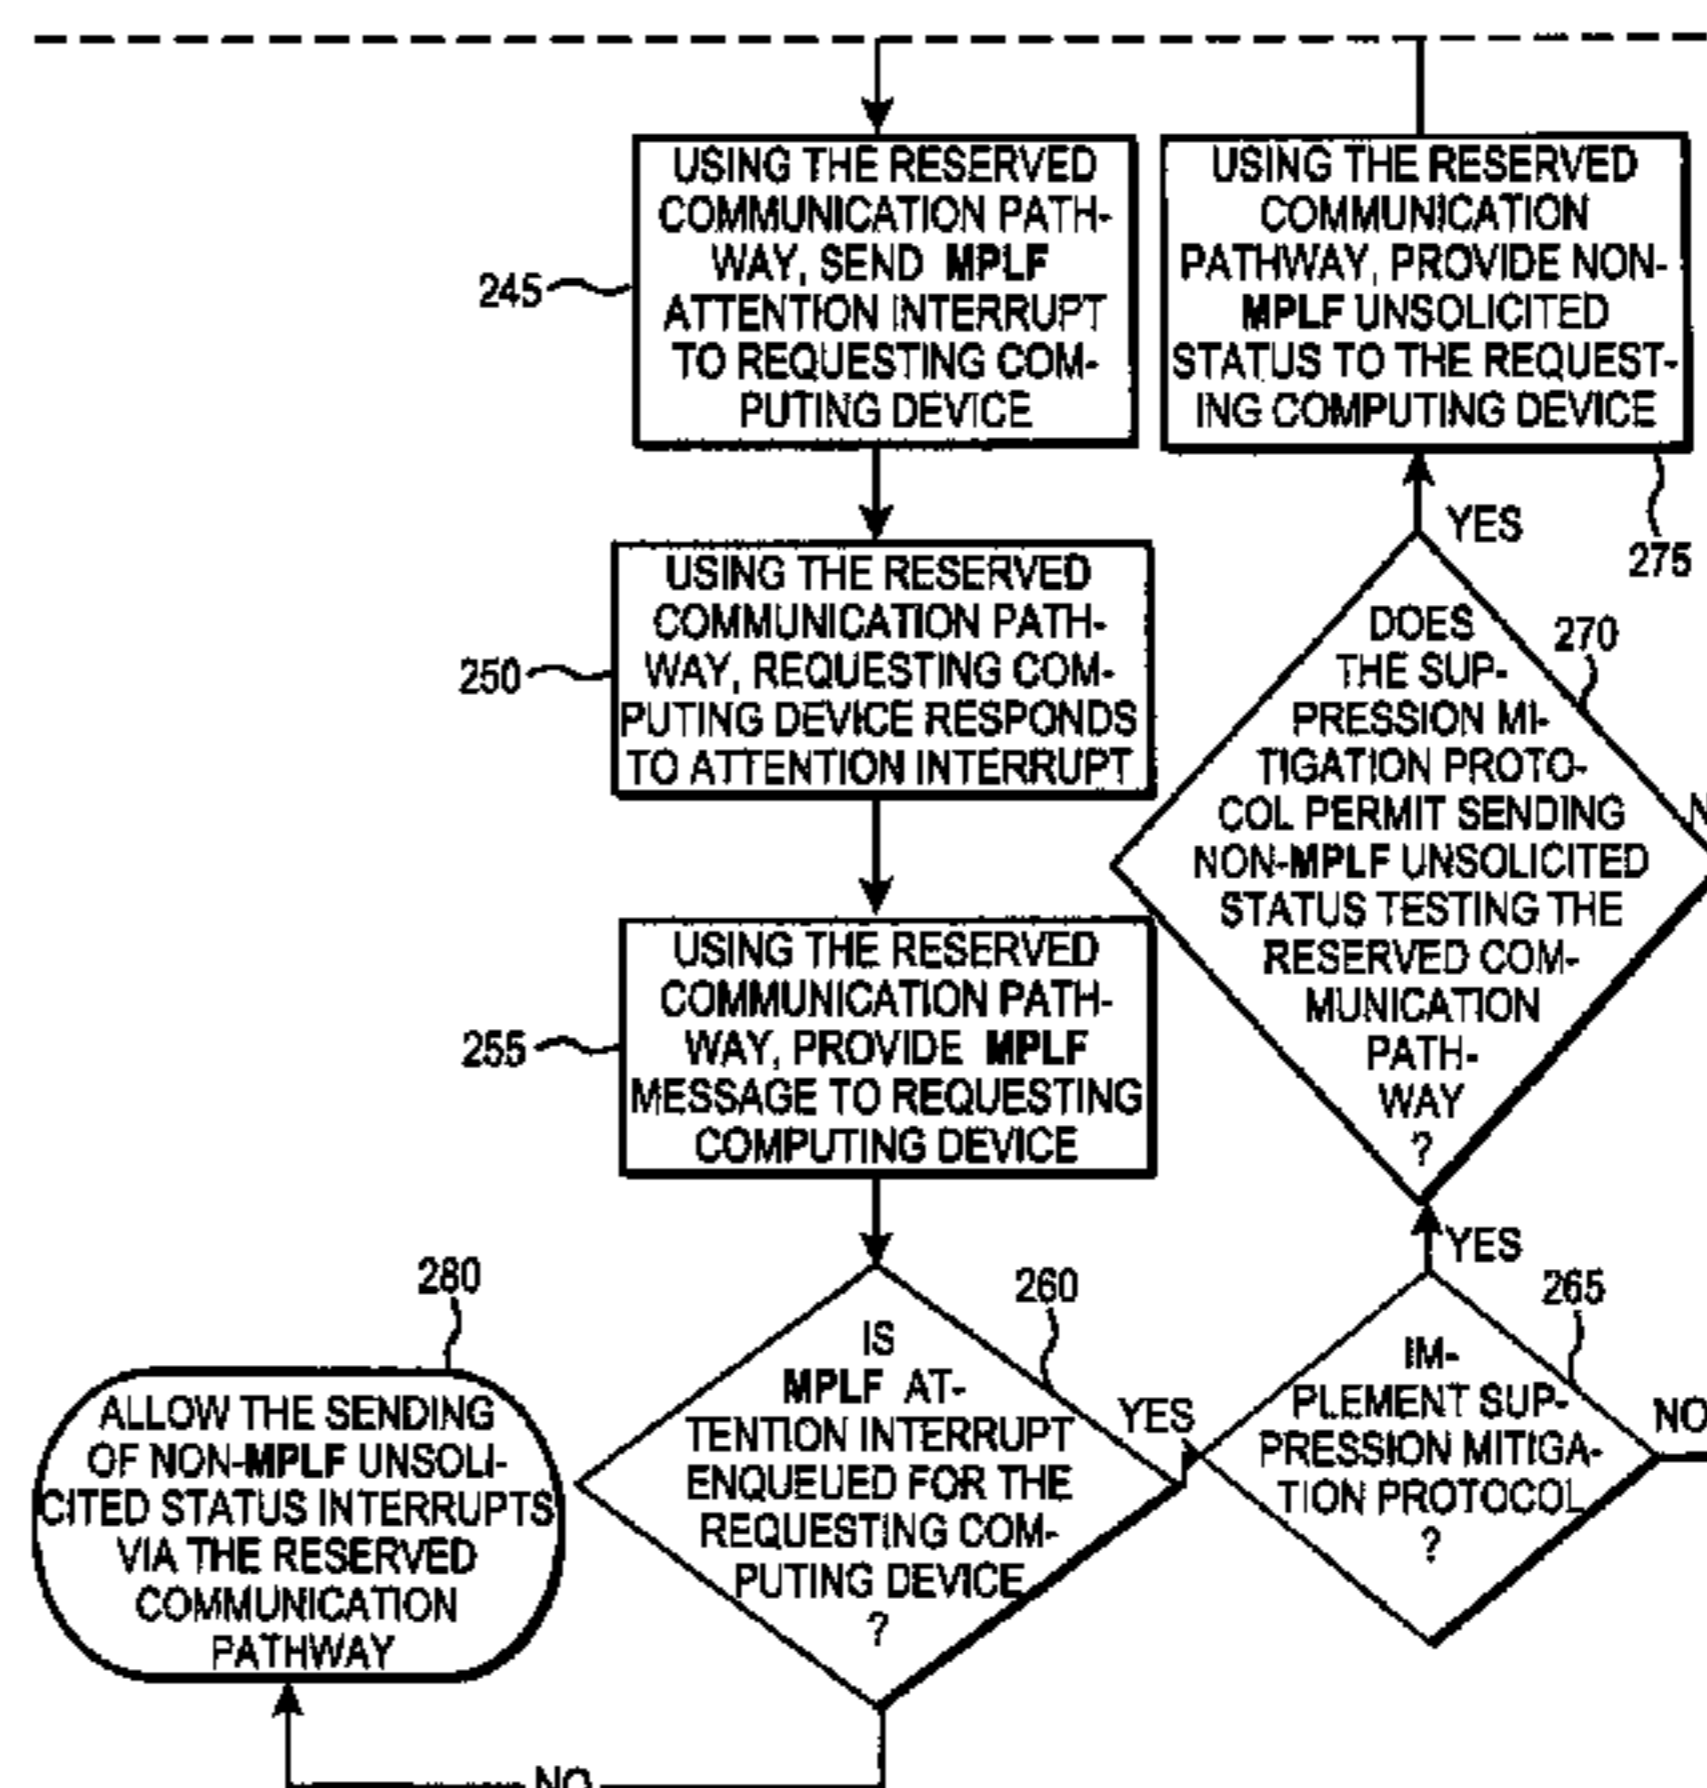 USING THE RESERVED
COMMUNICATION PATH-
WAY, SEND MPLF
ATTENTION INTERRUPT
TO REQUESTING COM-
PUTING DEVICE
245
USING THE RESERVED
COMMUNICATION
PATHWAY, PROVIDE NON-
MPLF UNSOLICITED
STATUS TO THE REQUEST-
ING COMPUTING DEVICE
275
YES
USING THE RESERVED
COMMUNICATION PATH-
WAY, REQUESTING COM-
PUTING DEVICE RESPONDS
TO ATTENTION INTERRUPT
250
DOES
THE SUP-
PRESSION MI-
TIGATION PROTO-
COL PERMIT SENDING
NON-MPLF UNSOLICITED
STATUS TESTING THE
RESERVED COM-
MUNICATION
PATH-
WAY
?
270
USING THE RESERVED
COMMUNICATION PATH-
WAY, PROVIDE MPLF
MESSAGE TO REQUESTING
COMPUTING DEVICE
255
YES
280
ALLOW THE SENDING
OF NON-MPLF UNSOLI-
CITED STATUS INTERRUPTS
VIA THE RESERVED
COMMUNICATION
PATHWAY
260
IS
MPLF AT-
TENTION INTERRUPT
ENQUEUED FOR THE
REQUESTING COM-
PUTING DEVICE
?
YES
265
IM-
PLEMENT SUP-
PRESSION MITIGA-
TION PROTOCOL
?
NO
NO